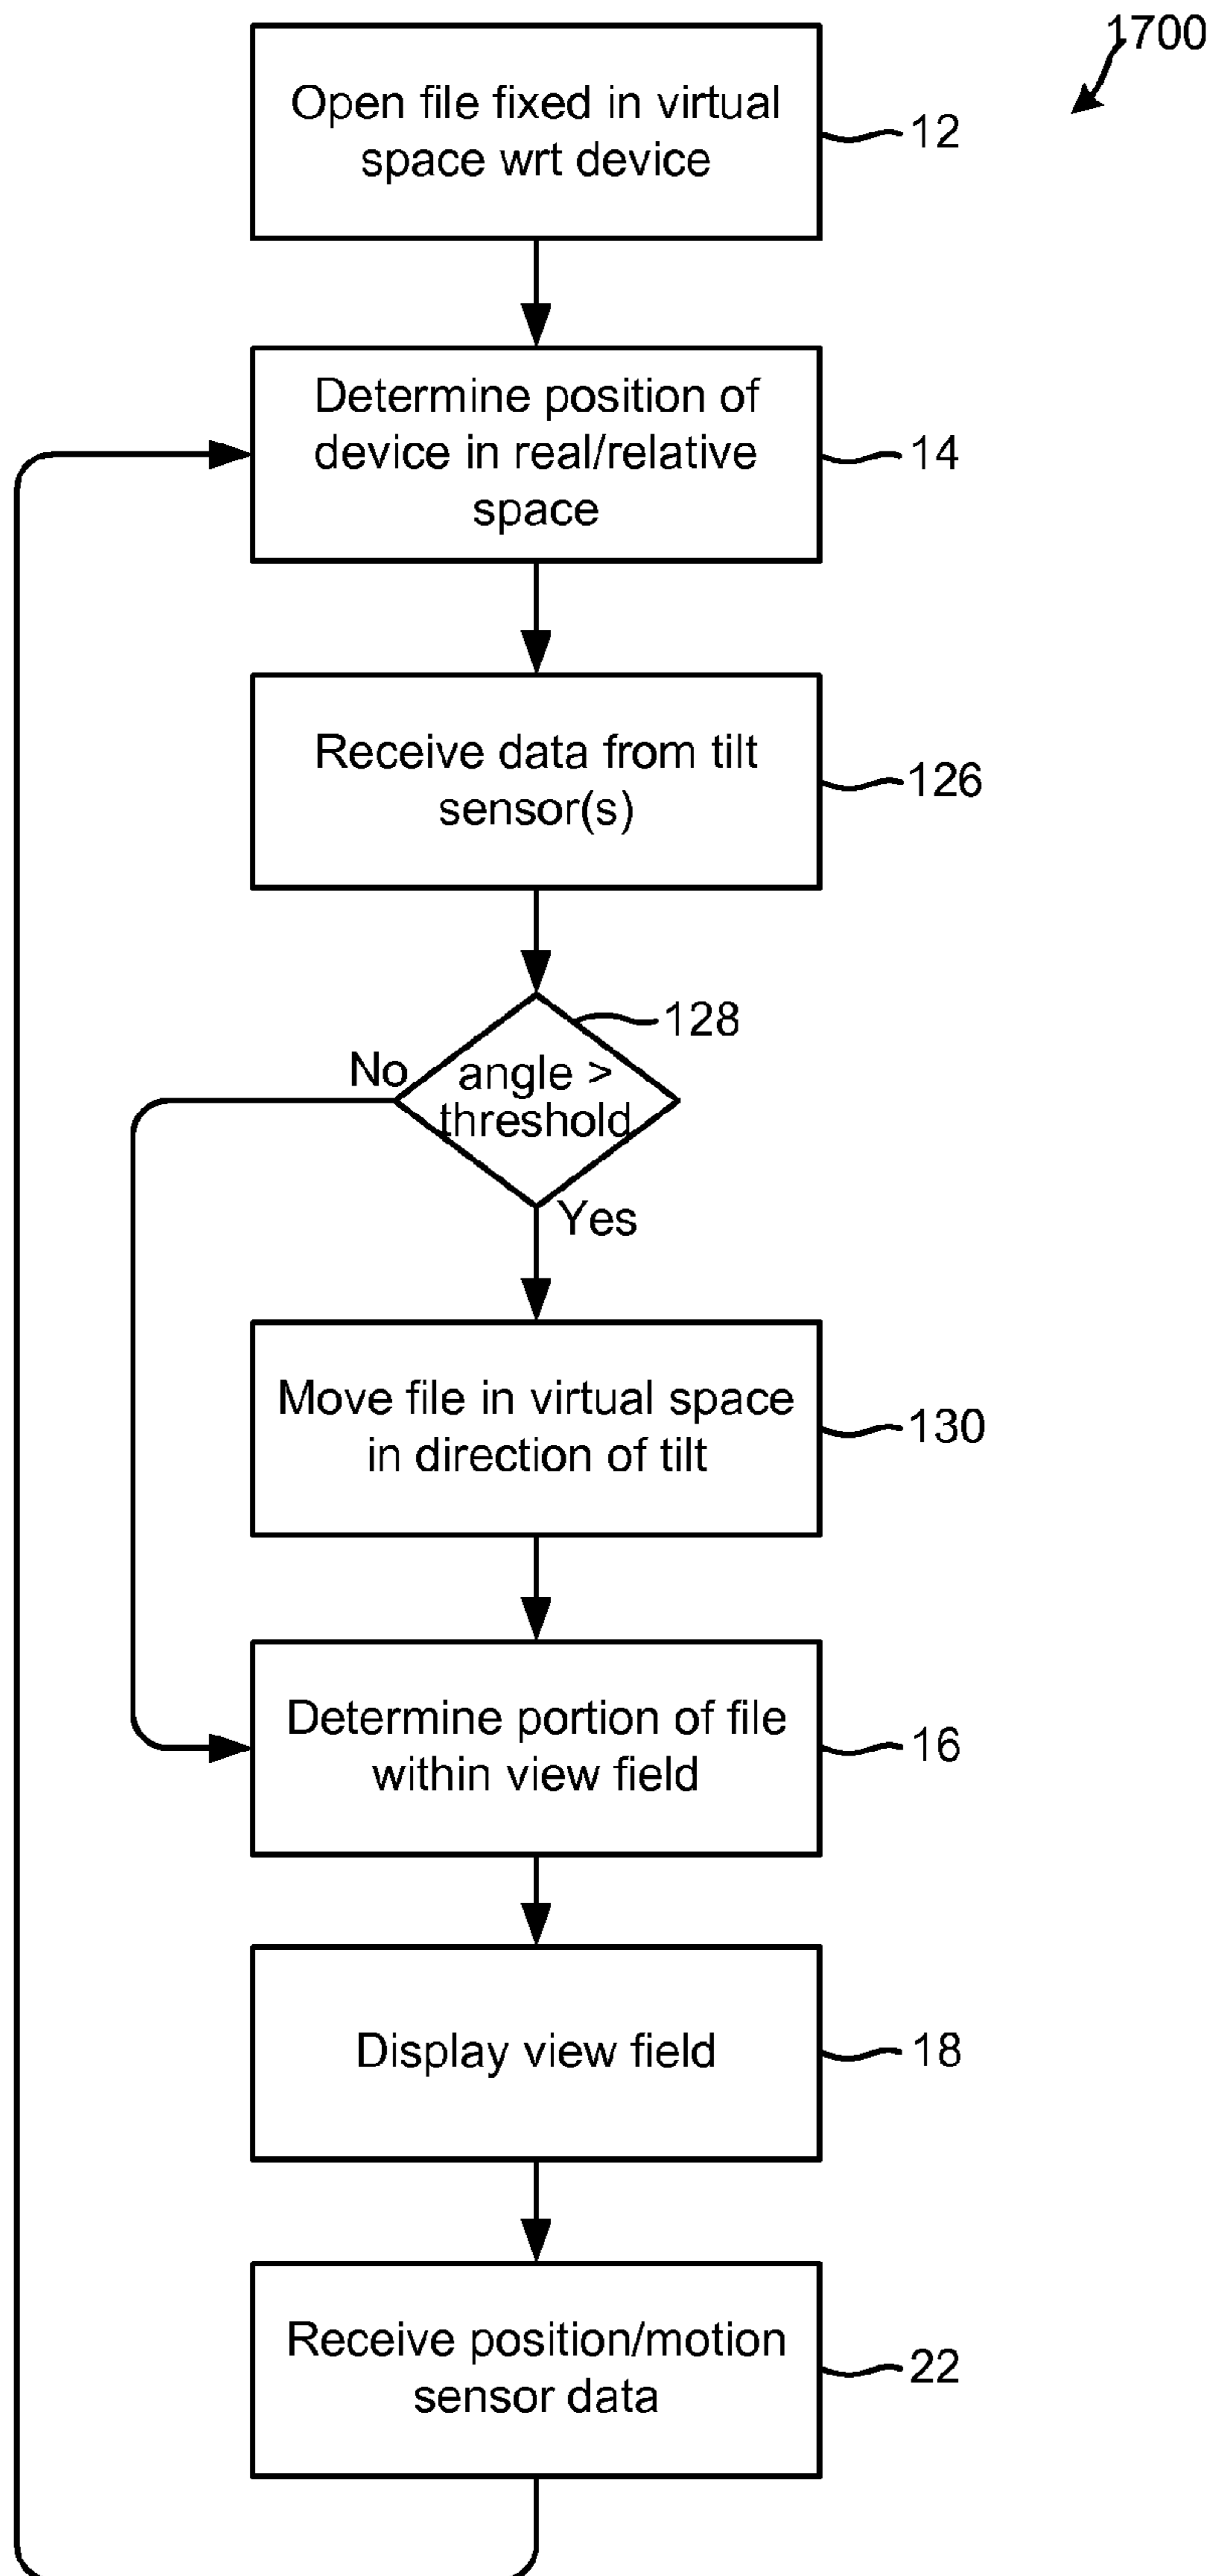 1700
Open file fixed in virtual
space wrt device
12
Determine position of
device in real/relative
space
14
Receive data from tilt
sensor(s)
126
128
No
angle >
threshold
Yes
Move file in virtual space
in direction of tilt
130
Determine portion of file
within view field
16
Display view field
18
Receive position/motion
sensor data
22